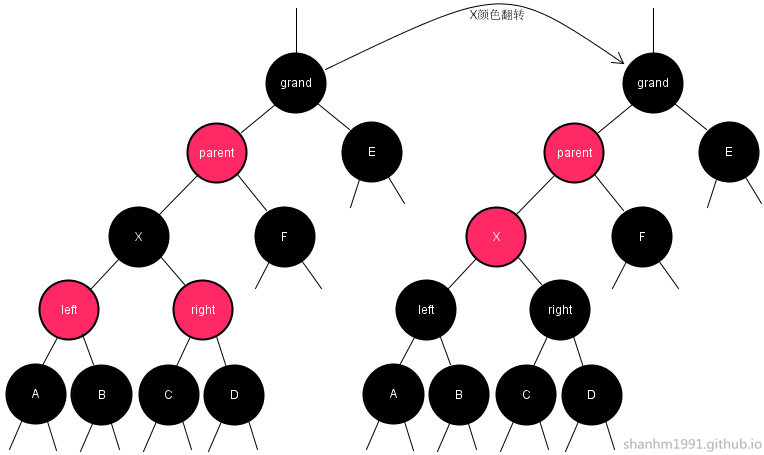 X颜色翻转
grand
grand
parent
E
parent
E
X
F
X
F
left
right
left
right
A
B
C
D
A
B
C
D
shanhm1991.github.io